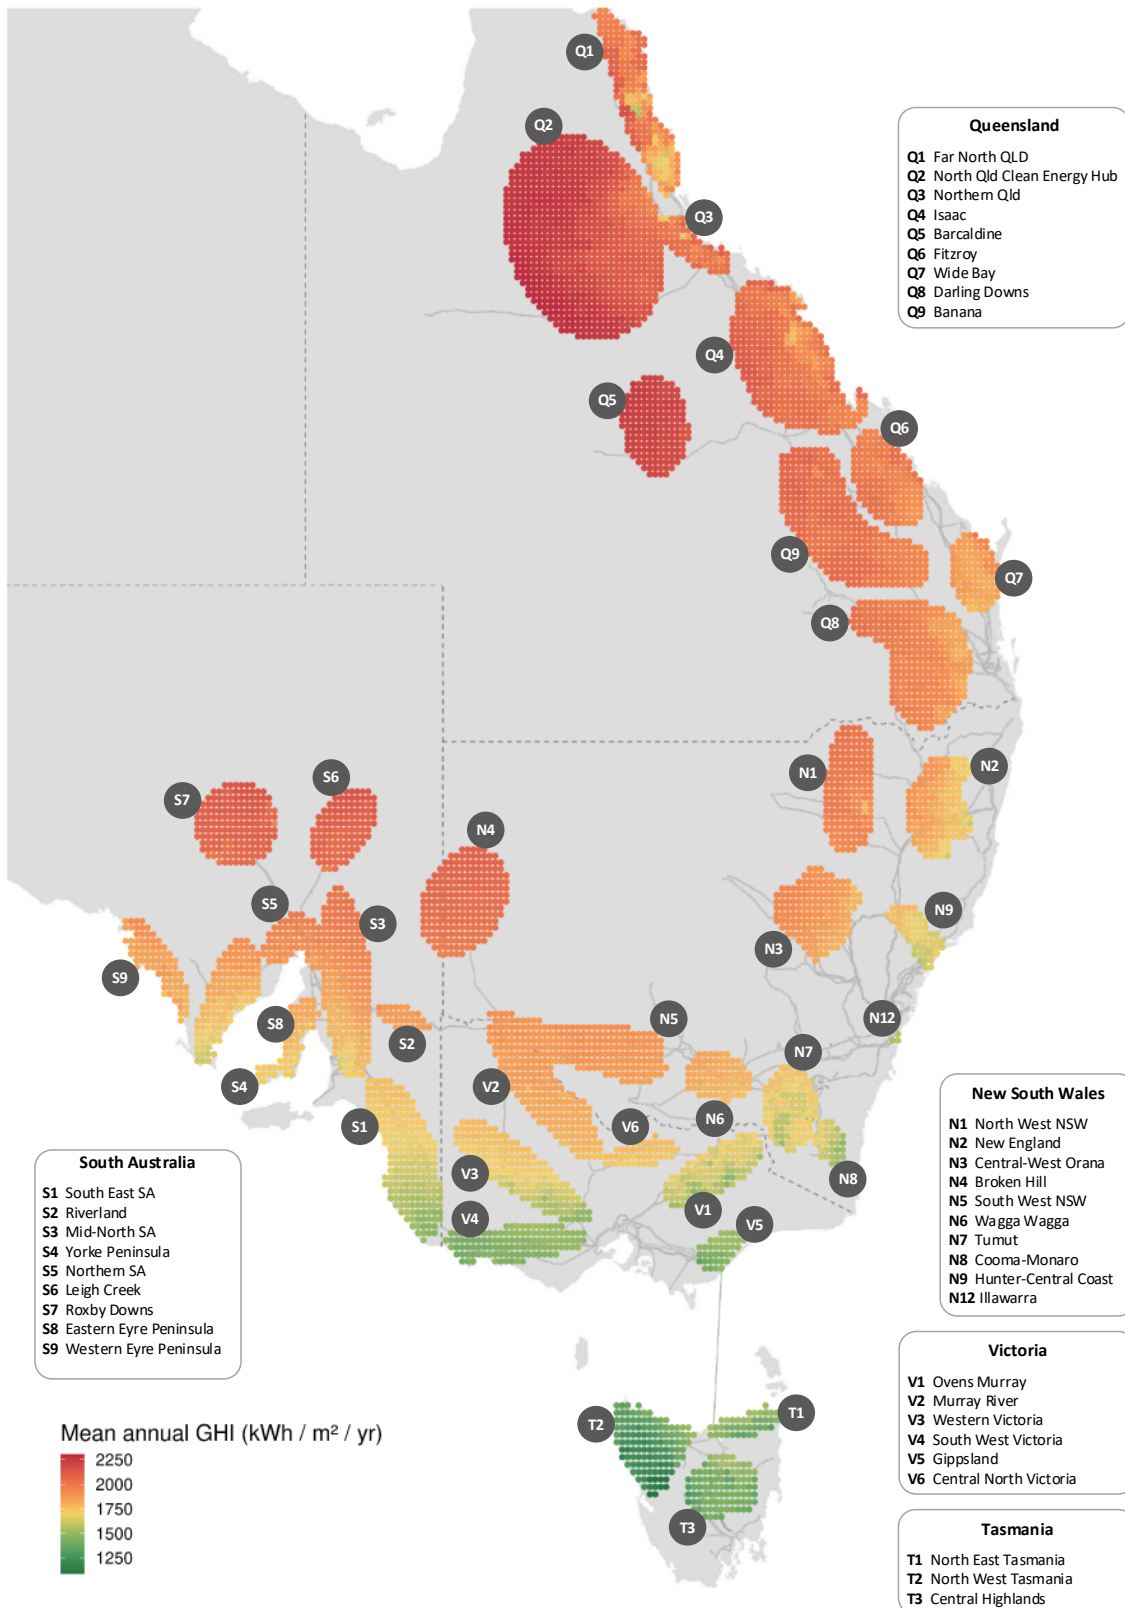 Q1
Q2
Q3
Q4
Q5
Q6
Q9
Q7
Q8
N1
N2
S6
S7
N4
S5
S3
N9
N3
S9
S8
S2
N5
N12
N7
S4
V2
S1
V6
N6
V3
N8
V4
V1
V5
T2
T1
T3
Queensland
Q1 Far North QLD
Q2 North Qld Clean Energy Hub
Q3 Northern Qld
Q4 Isaac
Q5 Barcaldine
Q6 Fitzroy
Q7 Wide Bay
Q8 Darling Downs
Q9 Banana
New South Wales
N1 North West NSW
N2 New England
N3 Central-West Orana
N4 Broken Hill
N5 South West NSW
N6 Wagga Wagga
N7 Tumut
N8 Cooma-Monaro
N9 Hunter-Central Coast
N12 Illawarra
South Australia
S1 South East SA
S2 Riverland
S3 Mid-North SA
S4 Yorke Peninsula
S5 Northern SA
S6 Leigh Creek
S7 Roxby Downs
S8 Eastern Eyre Peninsula
S9 Western Eyre Peninsula
Victoria
V1 Ovens Murray
V2 Murray River
V3 Western Victoria
V4 South West Victoria
V5 Gippsland
V6 Central North Victoria
Mean annual GHI (kWh / m² / yr)
2250
2000
1750
1500
1250
Tasmania
T1 North East Tasmania
T2 North West Tasmania
T3 Central Highlands